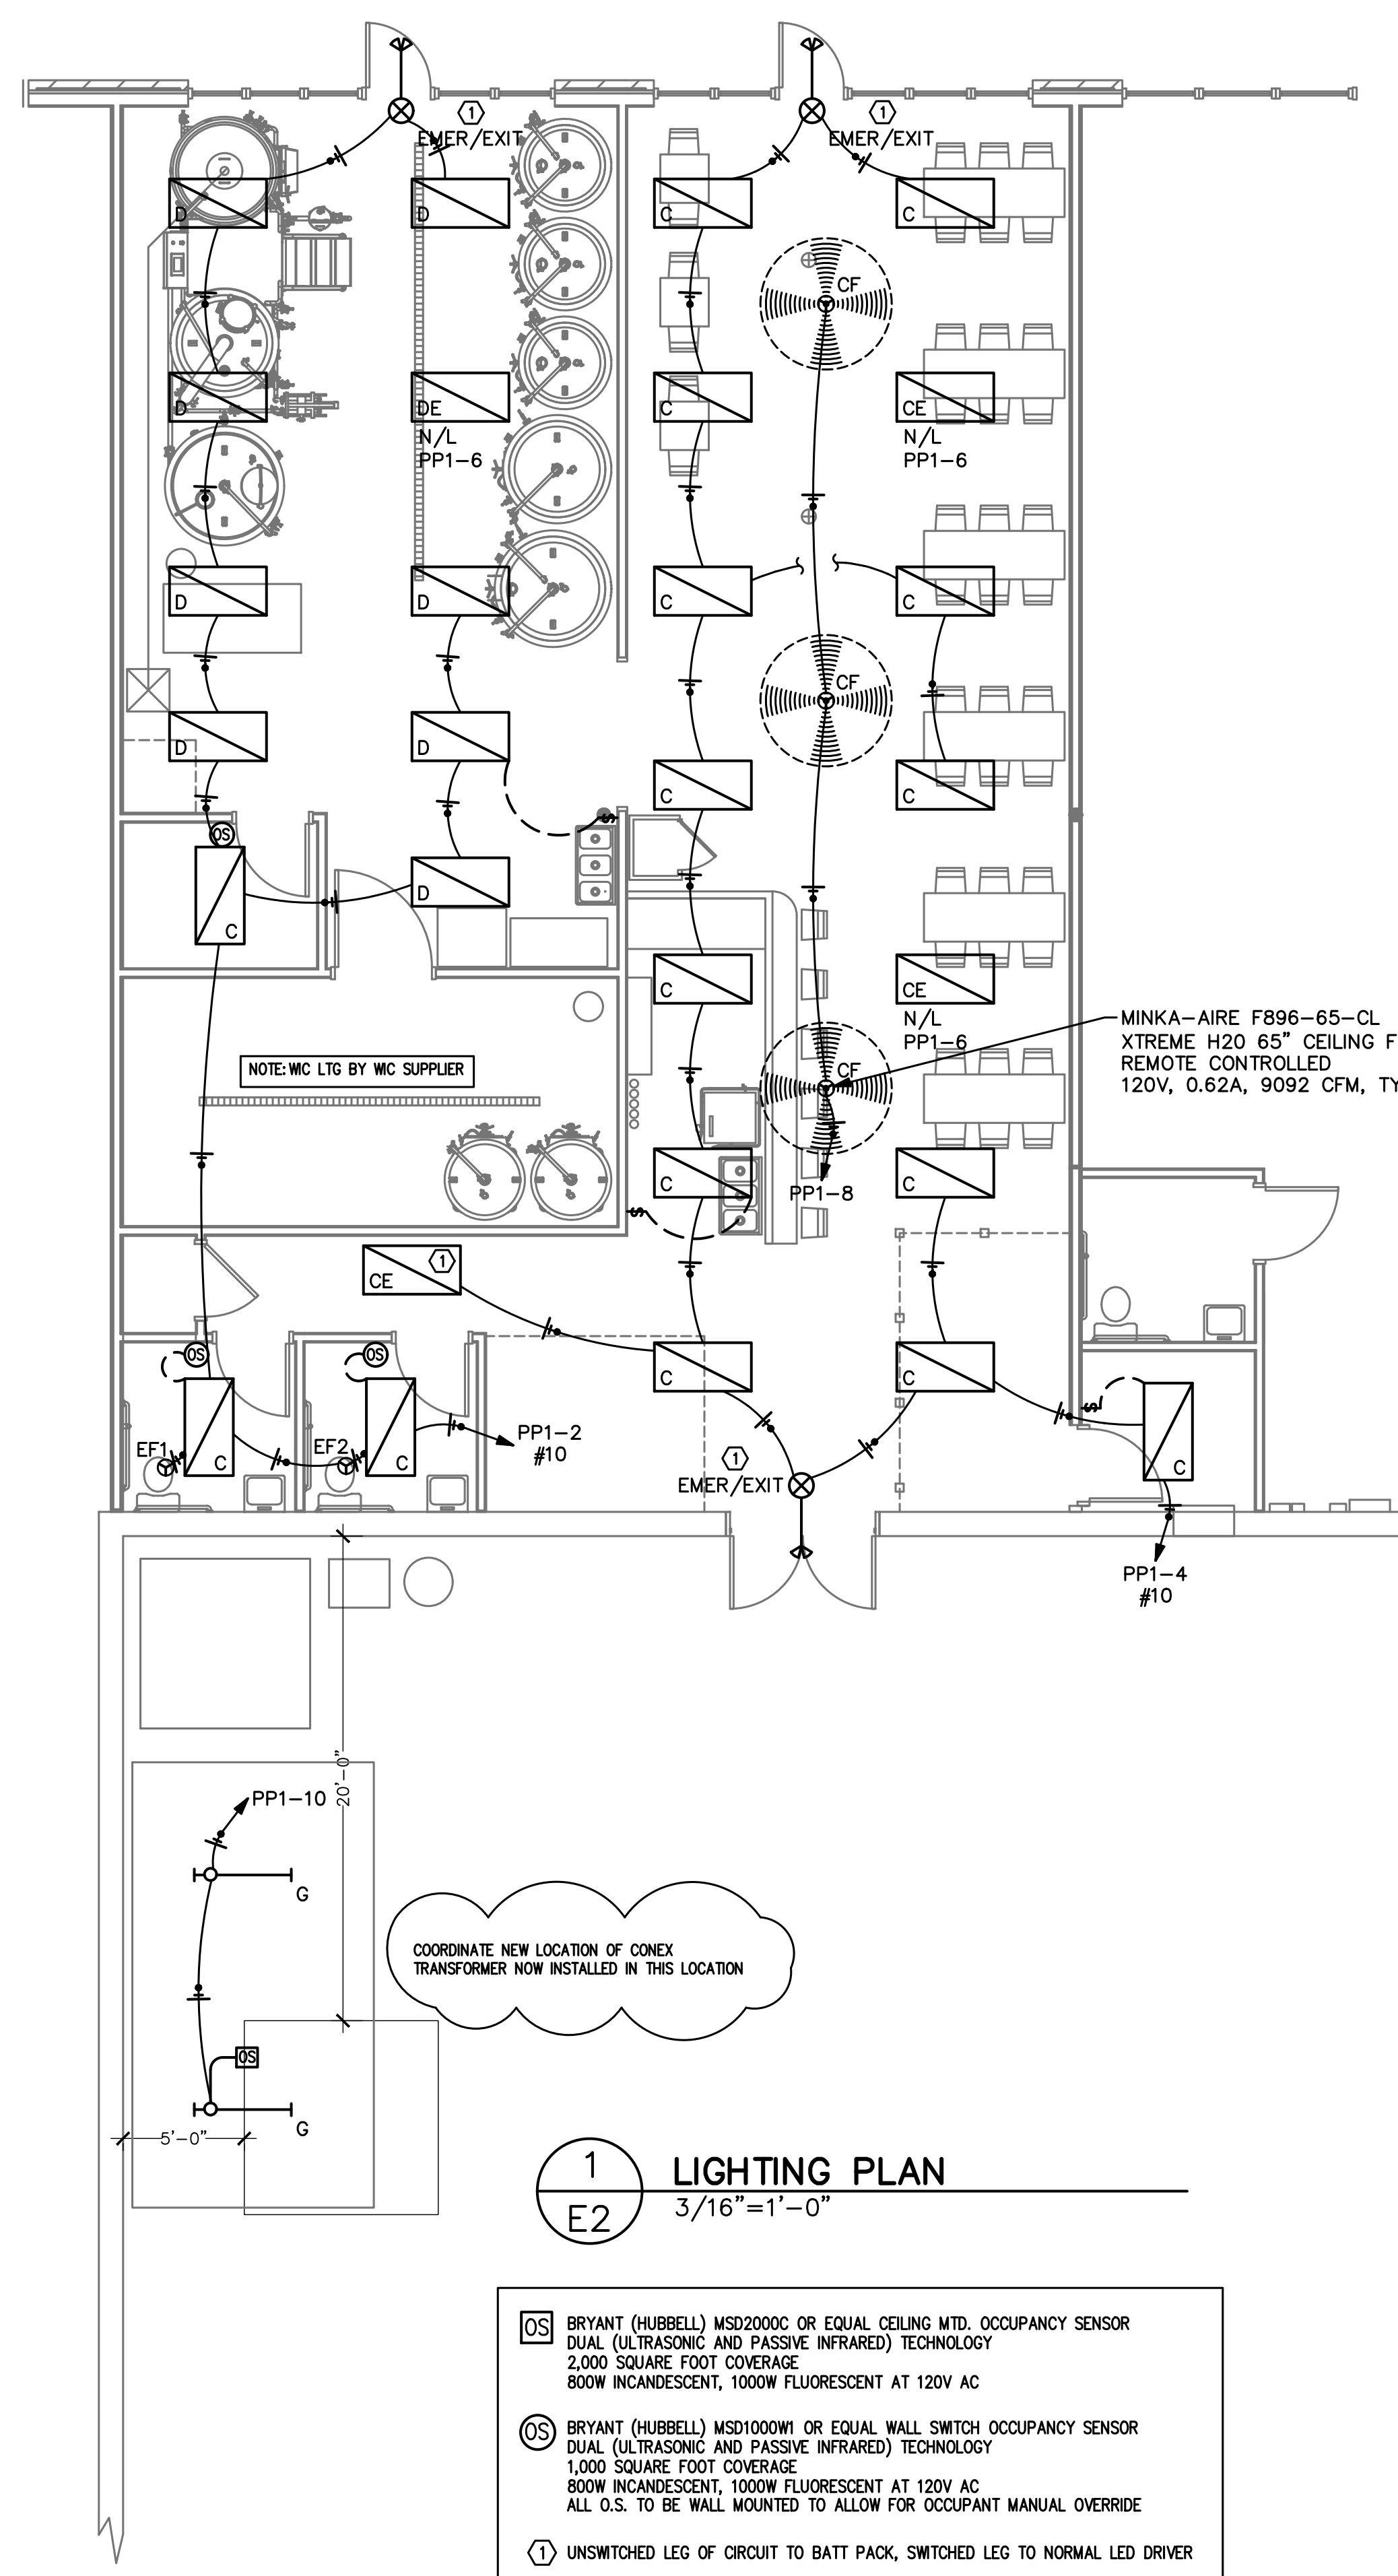 1
EMER/EXIT
1
EMER/EXIT
D
D
C
C
CF
D
DE
N/L
PP1-6
C
CE
N/L
PP1-6
D
D
C
C
CF
D
D
C
C
OS
C
D
C
CE
N/L
PP1-6
MINKA-AIRE F896-65-CL
XTREME H20 65" CEILING F
REMOTE CONTROLLED
120V, 0.62A, 9092 CFM, TY
NOTE: WIC LTG BY WIC SUPPLIER
CF
S
C
C
PP1-8
S
CE
1
C
C
OS
OS
EF1
C
EF2
C
PP1-2
#10
1
EMER/EXIT
S
C
PP1-4
#10
20'-0"
PP1-10
G
COORDINATE NEW LOCATION OF CONEX
TRANSFORMER NOW INSTALLED IN THIS LOCATION
OS
G
5'-0"
1
E2
LIGHTING PLAN
3/16"=1'-0"
OS BRYANT (HUBBELL) MSD2000C OR EQUAL CEILING MTD. OCCUPANCY SENSOR
DUAL (ULTRASONIC AND PASSIVE INFRARED) TECHNOLOGY
2,000 SQUARE FOOT COVERAGE
800W INCANDESCENT, 1000W FLUORESCENT AT 120V AC
OS BRYANT (HUBBELL) MSD1000W1 OR EQUAL WALL SWITCH OCCUPANCY SENSOR
DUAL (ULTRASONIC AND PASSIVE INFRARED) TECHNOLOGY
1,000 SQUARE FOOT COVERAGE
800W INCANDESCENT, 1000W FLUORESCENT AT 120V AC
ALL O.S. TO BE WALL MOUNTED TO ALLOW FOR OCCUPANT MANUAL OVERRIDE
1 UNSWITCHED LEG OF CIRCUIT TO BATT PACK, SWITCHED LEG TO NORMAL LED DRIVER